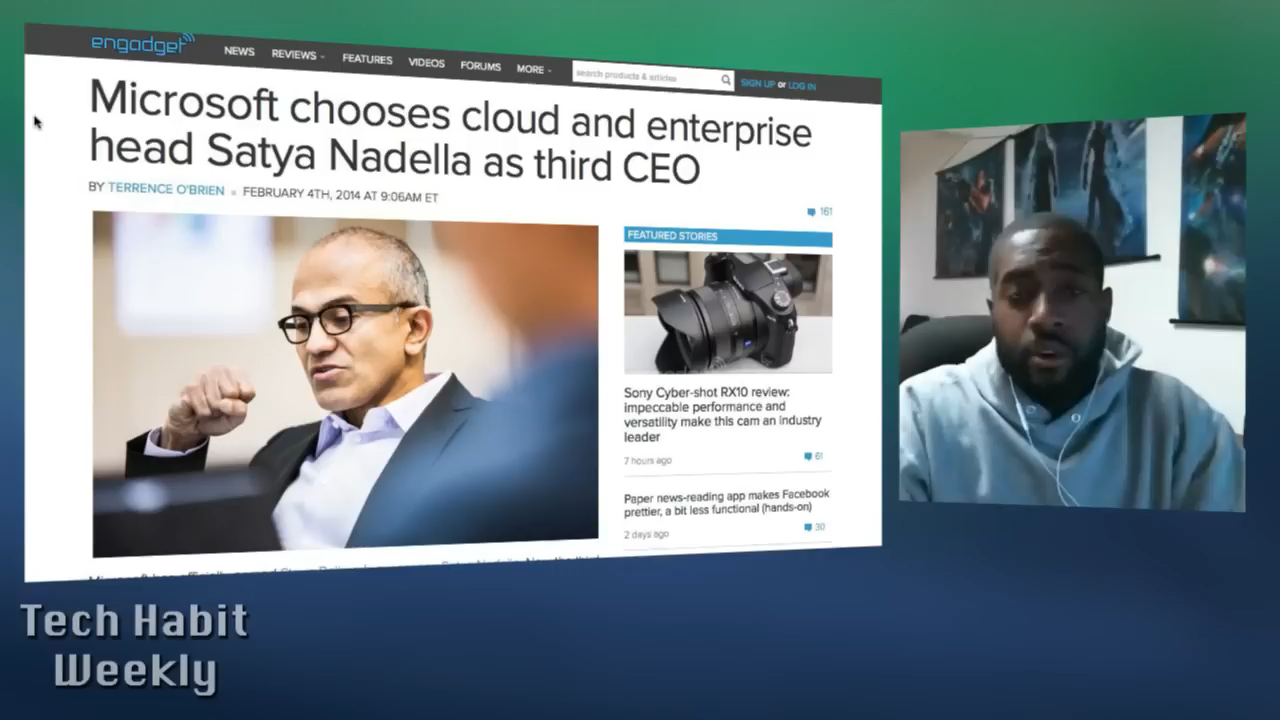 engadget
NEWS REVIEWS FEATURES VIDEOS FORUMS MORE search products & articles SIGN UP or LOG IN
Microsoft chooses cloud and enterprise
head Satya Nadella as third CEO
BY TERRENCE O'BRIEN FEBRUARY 4TH, 2014 AT 9:06AM ET
161
FEATURED STORIES
Sony Cyber-shot RX10 review:
impeccable performance and
versatility make this cam an industry
leader
7 hours ago 61
Paper news-reading app makes Facebook
prettier, a bit less functional (hands-on)
2 days ago 30
Tech Habit
Weekly